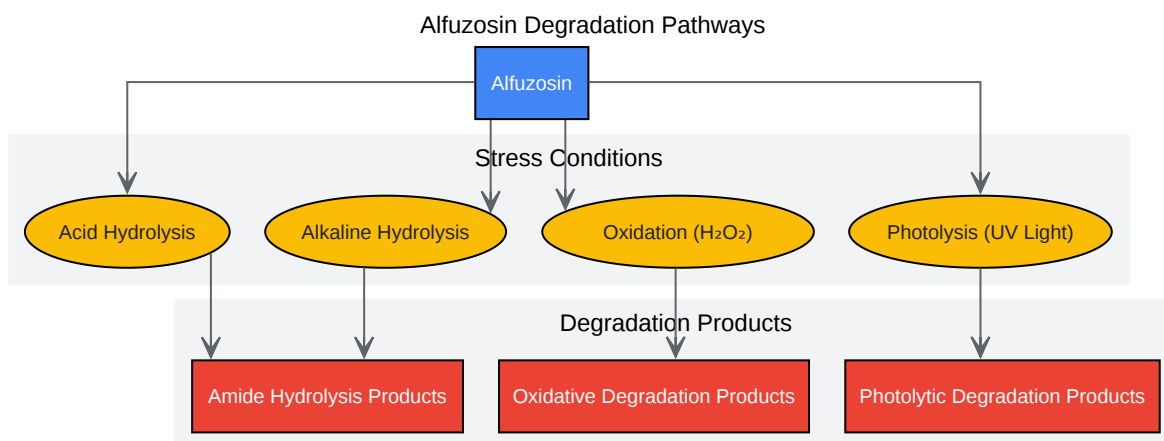 Alfuzosin Degradation Pathways
Alfuzosin
Stress Conditions
Acid Hydrolysis
Alkaline Hydrolysis
Oxidation (H₂O₂)
Photolysis (UV Light)
Degradation Products
Amide Hydrolysis Products
Oxidative Degradation Products
Photolytic Degradation Products